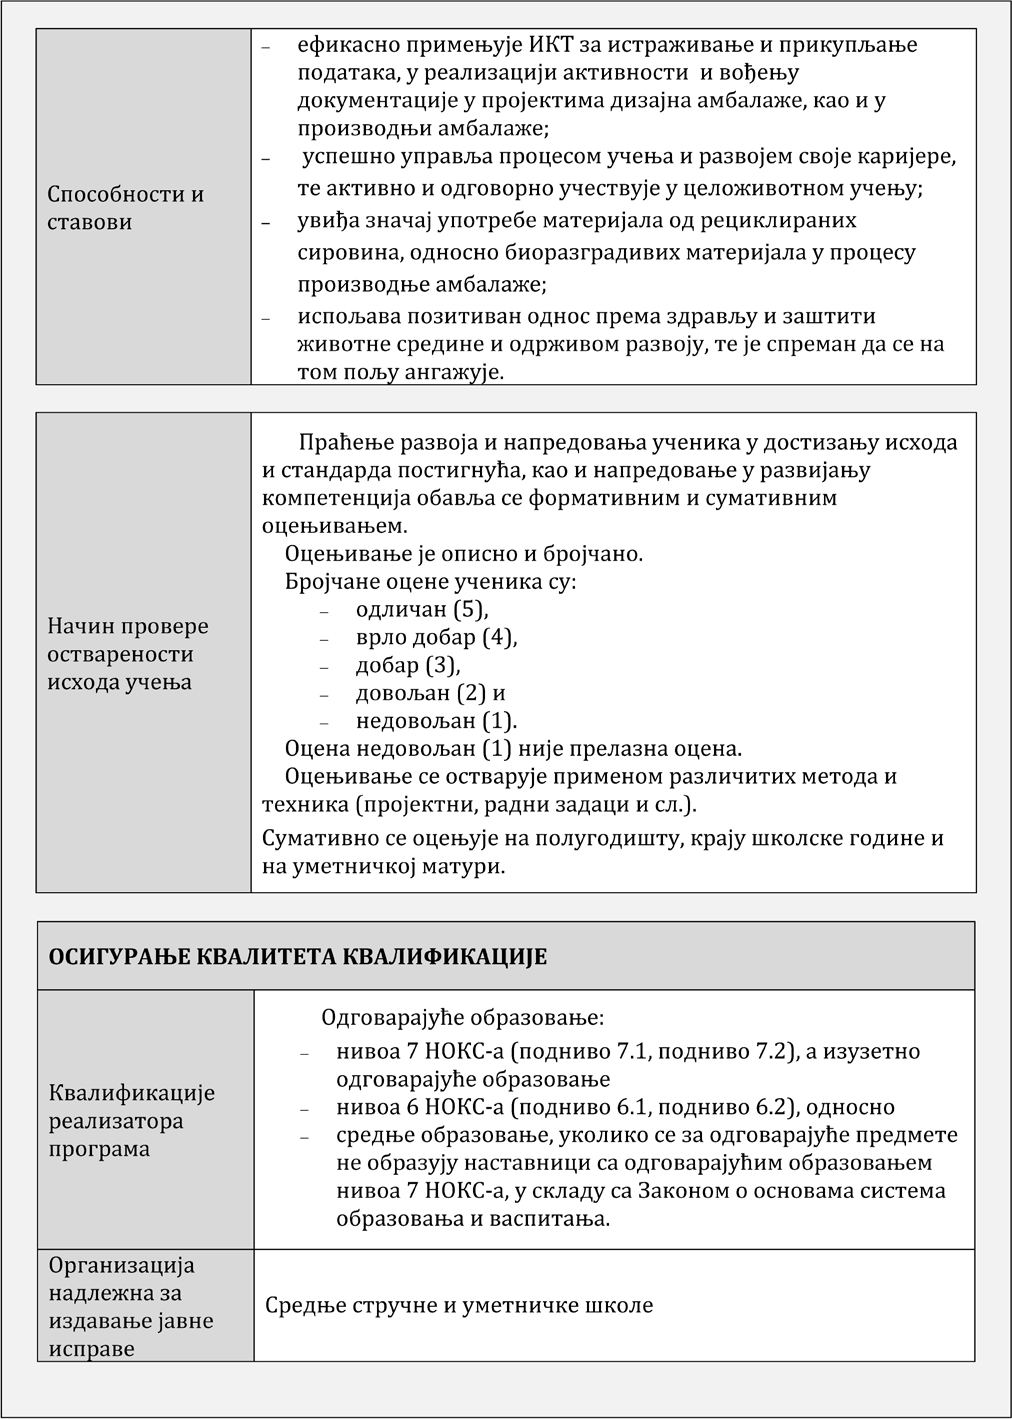 Способности и
ставови
– ефикасно примењује ИКТ за истраживање и прикупљање
података, у реализацији активности и вођењу
документације у пројектима дизајна амбалаже, као и у
производњи амбалаже;
– успешно управља процесом учења и развојем своје каријере,
те активно и одговорно учествује у целоживотном учењу;
– увиђа значај употребе материјала од рециклираних
сировина, односно биоразградивих материјала у процесу
производње амбалаже;
– испољава позитиван однос према здрављу и заштити
животне средине и одрживом развоју, те је спреман да се на
том пољу ангажује.
Начин провере
остварености
исхода учења
Праћење развоја и напредовања ученика у достизању исхода
и стандарда постигнућа, као и напредовање у развијању
компетенција обавља се формативним и сумативним
оцењивањем.
Оцењивање је описно и бројчано.
Бројчане оцене ученика су:
– одличан (5),
– врло добар (4),
– добар (3),
– довољан (2) и
– недовољан (1).
Оцена недовољан (1) није прелазна оцена.
Оцењивање се остварује применом различитих метода и
техника (пројектни, радни задаци и сл.).
Сумативно се оцењује на полугодишту, крају школске године и
на уметничкој матури.
ОСИГУРАЊЕ КВАЛИТЕТА КВАЛИФИКАЦИЈЕ
Квалификације
реализатора
програма
Одговарајуће образовање:
– нивоа 7 НОКС-а (подниво 7.1, подниво 7.2), а изузетно
одговарајуће образовање
– нивоа 6 НОКС-а (подниво 6.1, подниво 6.2), односно
– средње образовање, уколико се за одговарајуће предмете
не образују наставници са одговарајућим образовањем
нивоа 7 НОКС-а, у складу са Законом о основама система
образовања и васпитања.
Организација
надлежна за
издавање јавне
исправе
Средње стручне и уметничке школе